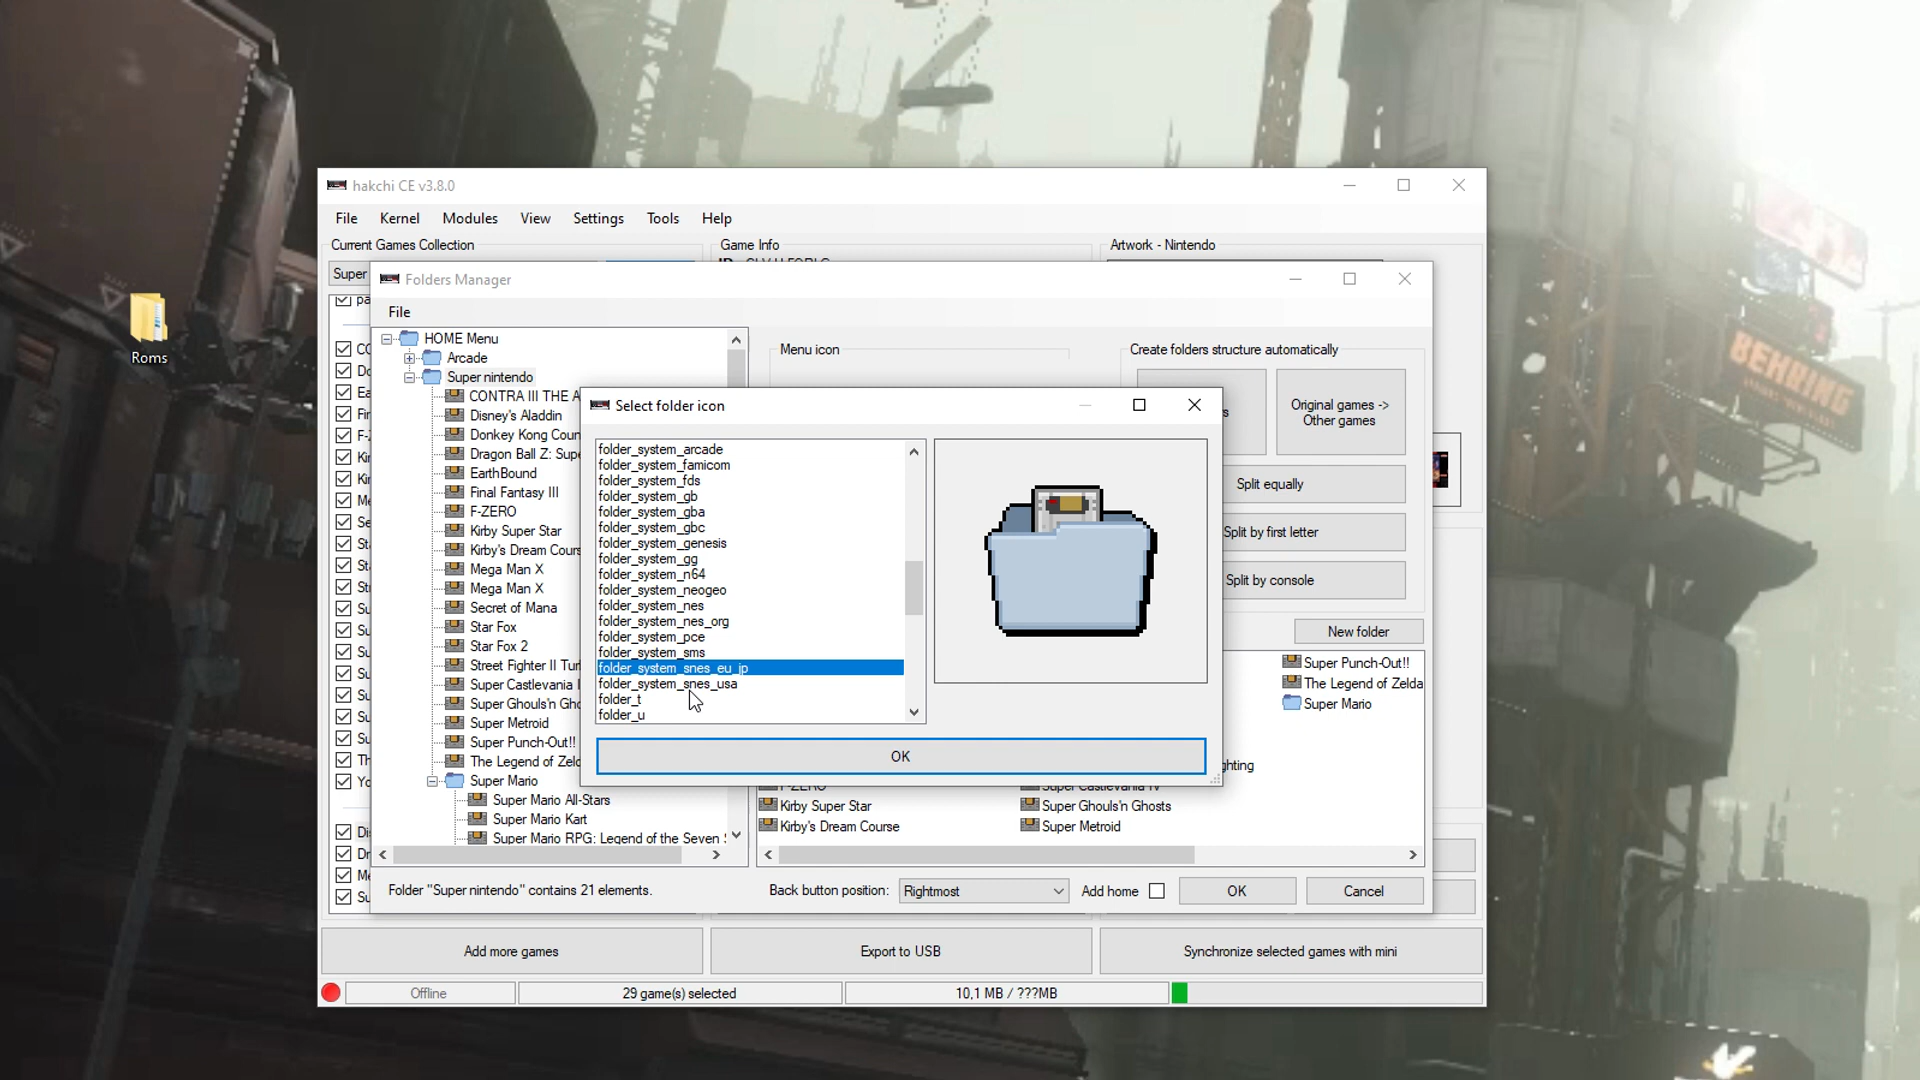 Roms
hakchi CE v3.8.0
File Kernel Modules View Settings Tools Help
Current Games Collection
Game Info
Artwork - Nintendo
Super
Folders Manager
File
HOME Menu
Arcade
Super nintendo
CONTRA III THE A
Disney's Aladdin
Donkey Kong Coun
Dragon Ball Z: Supe
EarthBound
Final Fantasy III
F-ZERO
Kirby Super Star
Kirby's Dream Cours
Mega Man X
Mega Man X
Secret of Mana
Star Fox
Star Fox 2
Street Fighter II Tur
Super Castlevania I
Super Ghouls'n Gho
Super Metroid
Super Punch-Out!!
The Legend of Zeld
Super Mario
Super Mario All-Stars
Super Mario Kart
Super Mario RPG: Legend of the Seven
Menu icon
Create folders structure automatically
Original games ->
Other games
Split equally
Split by first letter
Split by console
New folder
Select folder icon
folder_system_arcade
folder_system_famicom
folder_system_fds
folder_system_gb
folder_system_gba
folder_system_gbc
folder_system_genesis
folder_system_gg
folder_system_n64
folder_system_neogeo
folder_system_nes
folder_system_nes_org
folder_system_pce
folder_system_sms
folder_system_snes_eu_jp
folder_system_snes_usa
folder_t
folder_u
OK
Super Punch-Out!!
The Legend of Zelda
Super Mario
ghting
F-ZERO
Super Castlevania IV
Kirby Super Star
Super Ghouls'n Ghosts
Kirby's Dream Course
Super Metroid
Folder "Super nintendo" contains 21 elements.
Back button position: Rightmost
Add home
OK
Cancel
Add more games
Export to USB
Synchronize selected games with mini
Offline
29 game(s) selected
10,1 MB / ???MB
BEHRING